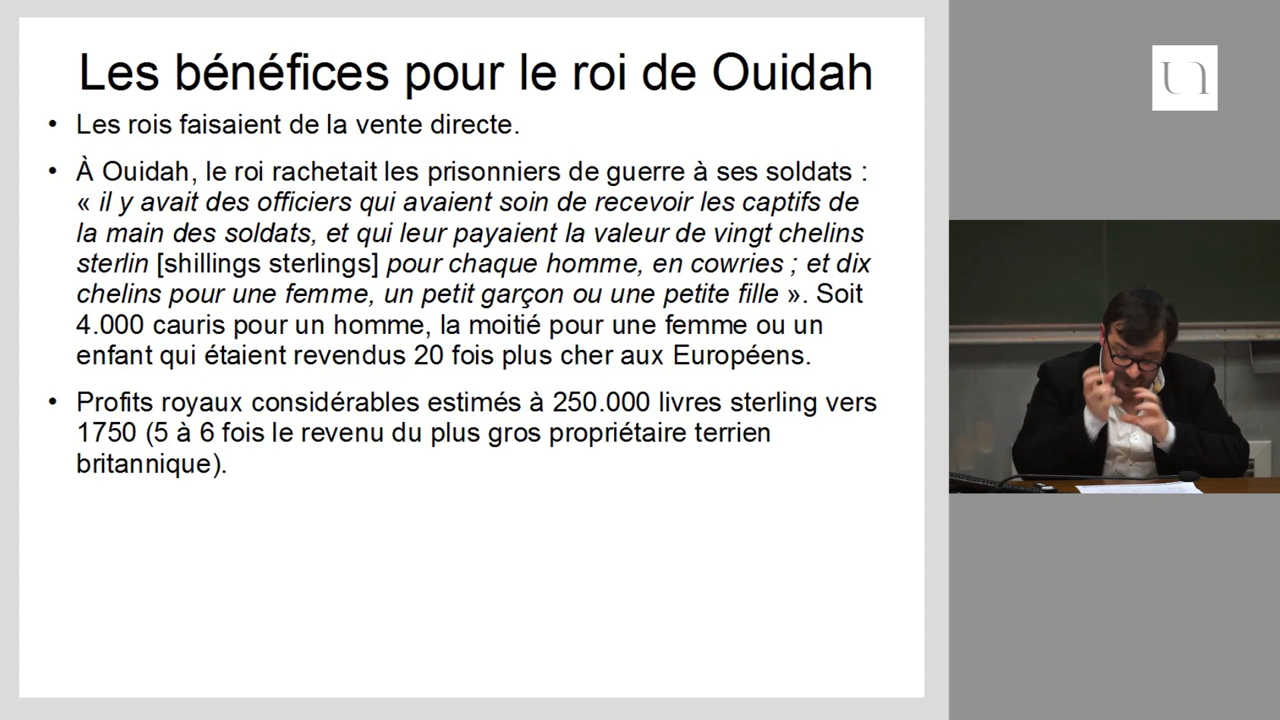 Les bénéfices pour le roi de Ouidah
• Les rois faisaient de la vente directe.
• À Ouidah, le roi rachetait les prisonniers de guerre à ses soldats :
« il y avait des officiers qui avaient soin de recevoir les captifs de
la main des soldats, et qui leur payaient la valeur de vingt chelins
sterlin [shillings sterlings] pour chaque homme, en cowries ; et dix
chelins pour une femme, un petit garçon ou une petite fille ». Soit
4.000 cauris pour un homme, la moitié pour une femme ou un
enfant qui étaient revendus 20 fois plus cher aux Européens.
• Profits royaux considérables estimés à 250.000 livres sterling vers
1750 (5 à 6 fois le revenu du plus gros propriétaire terrien
britannique).